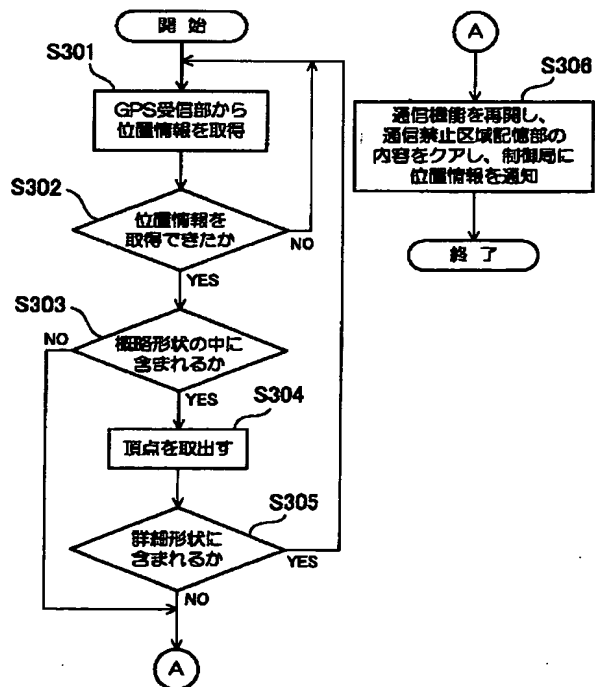 開 始
S301
GPS受信部から
位置情報を取得
S302
位置情報を
取得できたか
NO
YES
S303
NO
概略形状の中に
含まれるか
YES
S304
頂点を取出す
S305
詳細形状に
含まれるか
YES
NO
A
A
S306
通信機能を再開し、
通信禁止区域記憶部の
内容をクアし、制御局に
位置情報を通知
終 了